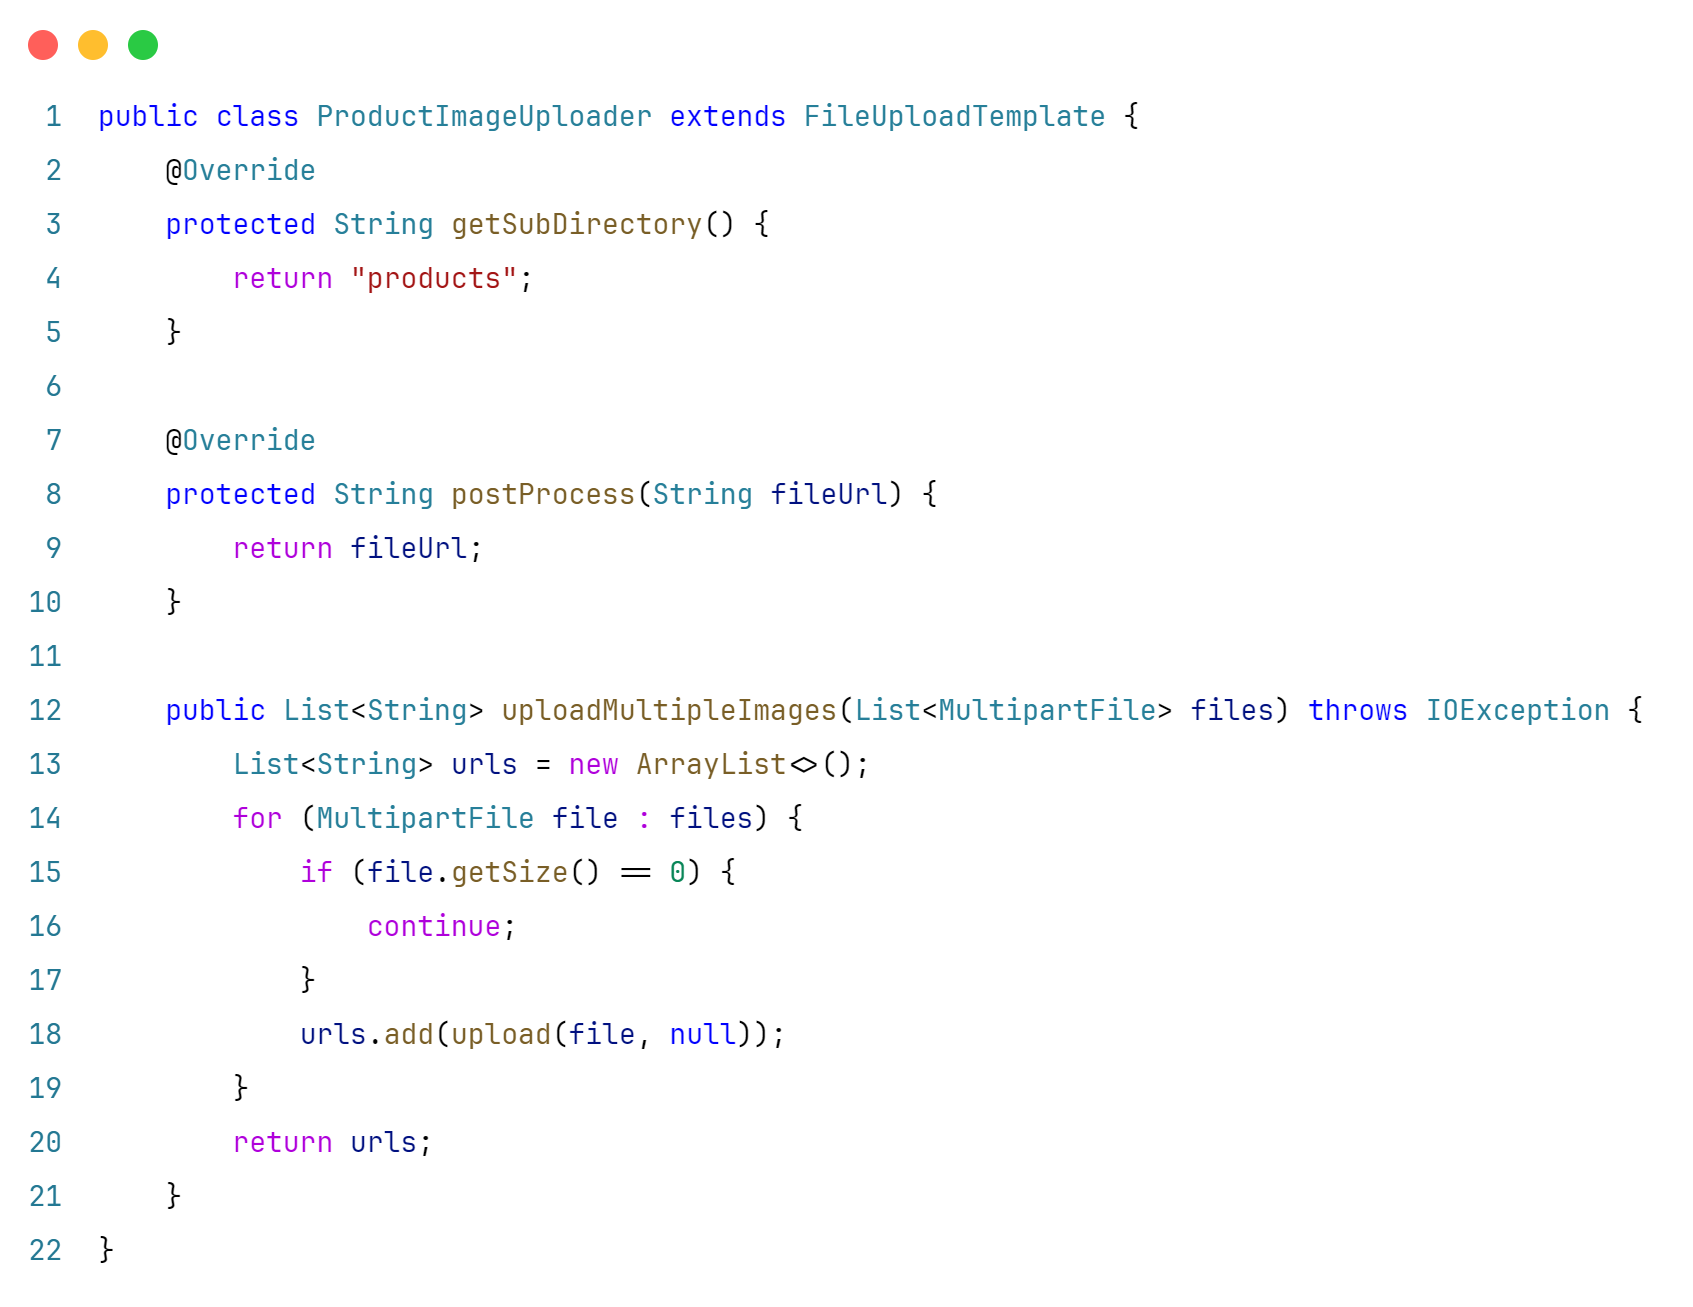 1 public class ProductImageUploader extends FileUploadTemplate {
2     @Override
3     protected String getSubDirectory() {
4         return "products";
5     }
6
7     @Override
8     protected String postProcess(String fileUrl) {
9         return fileUrl;
10     }
11
12     public List<String> uploadMultipleImages(List<MultipartFile> files) throws IOException {
13         List<String> urls = new ArrayList<>();
14         for (MultipartFile file : files) {
15             if (file.getSize() == 0) {
16                 continue;
17             }
18             urls.add(upload(file, null));
19         }
20         return urls;
21     }
22 }